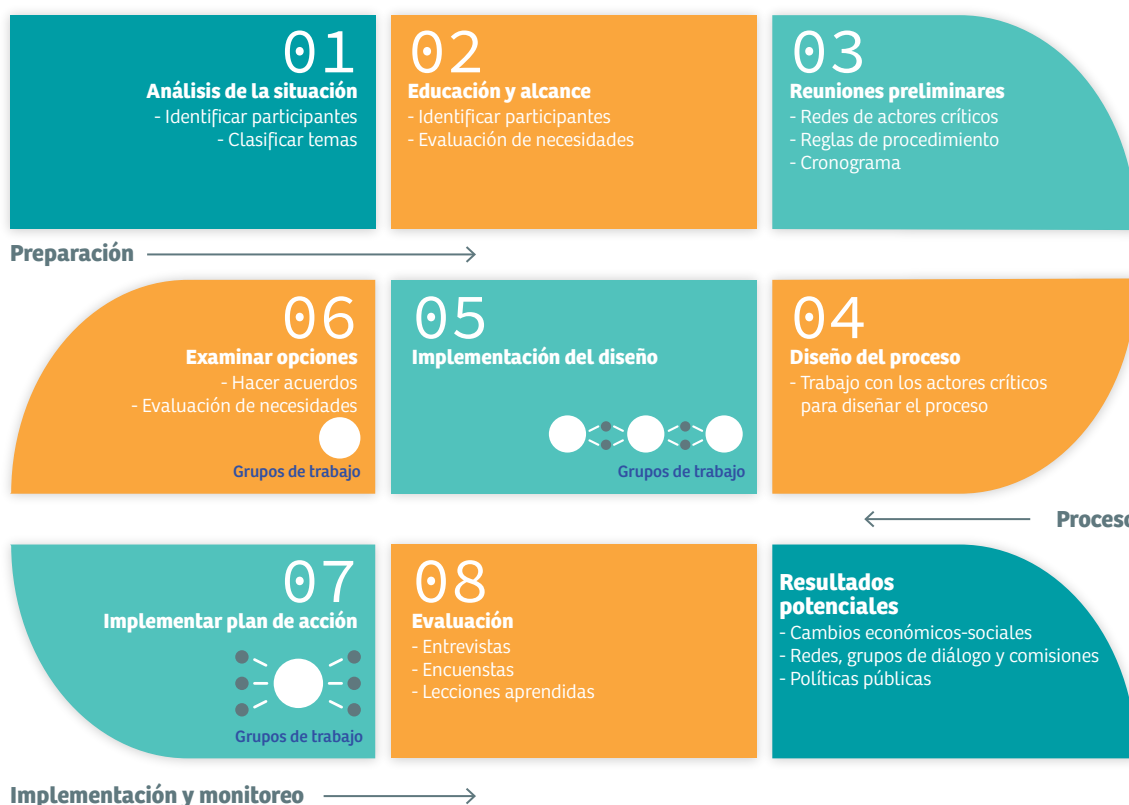 01
Análisis de la situación
- Identificar participantes
- Clasificar temas
02
Educación y alcance
- Identificar participantes
- Evaluación de necesidades
03
Reuniones preliminares
- Redes de actores críticos
- Reglas de procedimiento
- Cronograma
Preparación
04
Diseño del proceso
- Trabajo con los actores críticos
para diseñar el proceso
05
Implementación del diseño
Grupos de trabajo
06
Examinar opciones
- Hacer acuerdos
- Evaluación de necesidades
Grupos de trabajo
Proceso
07
Implementar plan de acción
Grupos de trabajo
08
Evaluación
- Entrevistas
- Encuenstas
- Lecciones aprendidas
Resultados
potenciales
- Cambios económicos-sociales
- Redes, grupos de diálogo y comisiones
- Políticas públicas
Implementación y monitoreo